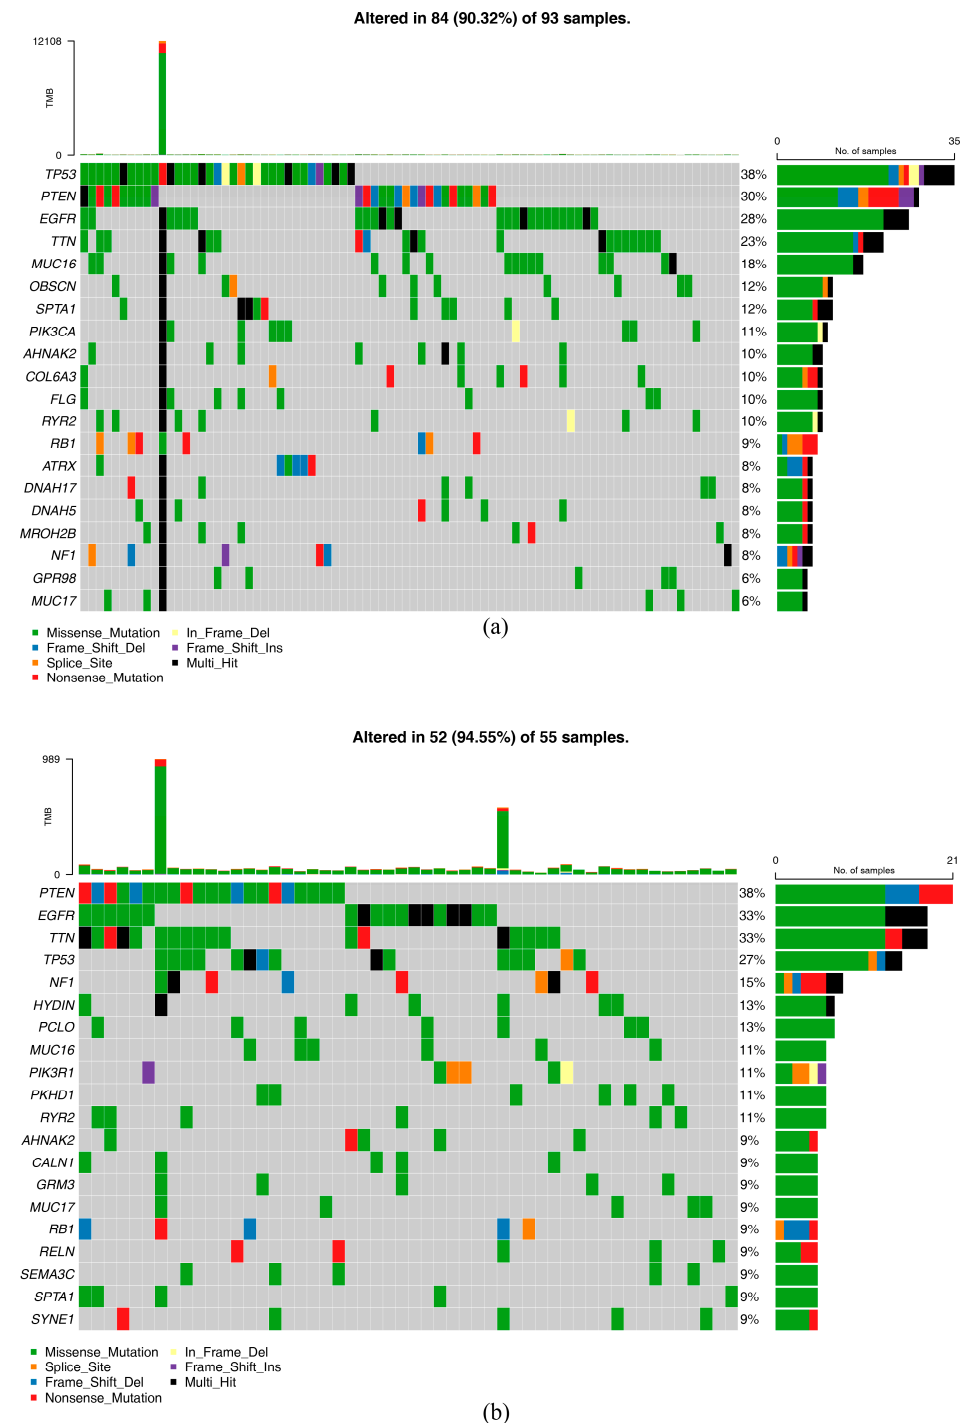 Altered in 84 (90.32%) of 93 samples.
12108
TMB
0
0 35
No. of samples
TP53 38%
PTEN 30%
EGFR 28%
TTN 23%
MUC16 18%
OBSCN 12%
SPTA1 12%
PIK3CA 11%
AHNAK2 10%
COL6A3 10%
FLG 10%
RYR2 10%
RB1 9%
ATRX 8%
DNAH17 8%
DNAH5 8%
MROH2B 8%
NF1 8%
GPR98 6%
MUC17 6%
(a)
Missense_Mutation In_Frame_Del
Frame_Shift_Del Frame_Shift_Ins
Splice_Site Multi_Hit
Nonsense_Mutation
Altered in 52 (94.55%) of 55 samples.
989
TMB
0
0 21
No. of samples
PTEN 38%
EGFR 33%
TTN 33%
TP53 27%
NF1 15%
HYDIN 13%
PCLO 13%
MUC16 11%
PIK3R1 11%
PKHD1 11%
RYR2 11%
AHNAK2 9%
CALN1 9%
GRM3 9%
MUC17 9%
RB1 9%
RELN 9%
SEMA3C 9%
SPTA1 9%
SYNE1 9%
Missense_Mutation In_Frame_Del
Splice_Site Frame_Shift_Ins
Frame_Shift_Del Multi_Hit
Nonsense_Mutation
(b)